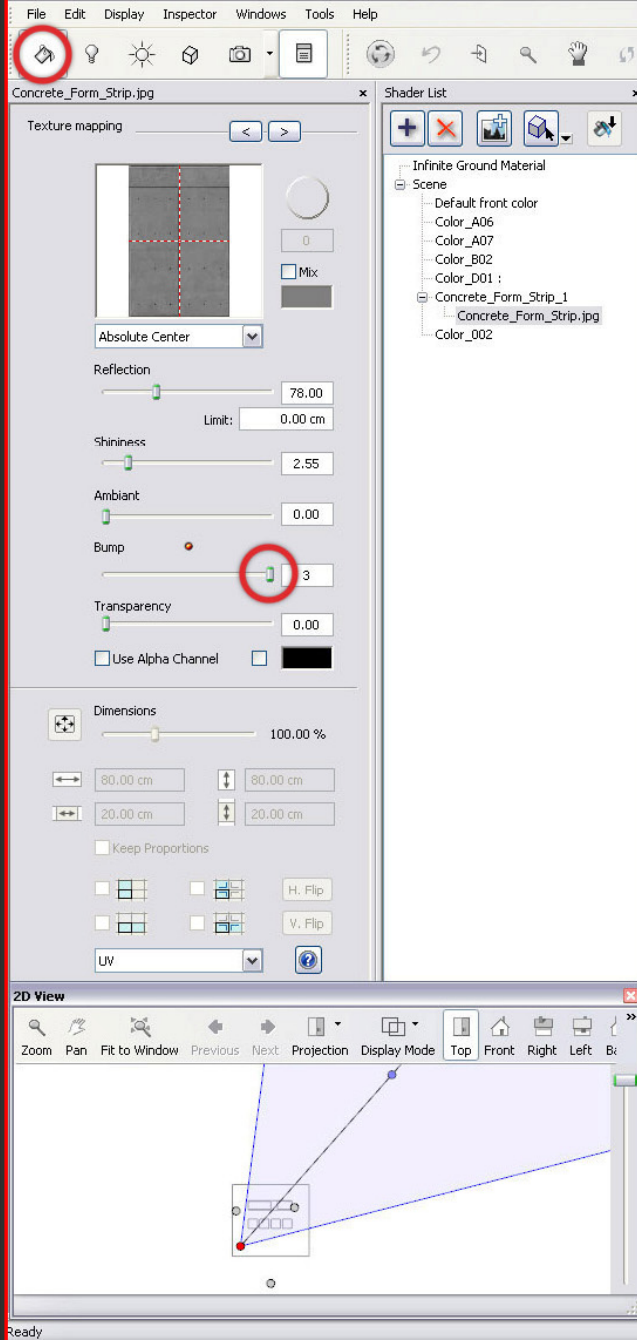 File Edit Display Inspector Windows Tools Help
Concrete_Form_Strip.jpg x
Shader List
Texture mapping < >
0
Mix
Absolute Center
Reflection
78.00
Limit: 0.00 cm
Shininess
2.55
Ambiant
0.00
Bump
3
Transparency
0.00
Use Alpha Channel
Dimensions
100.00 %
80.00 cm 80.00 cm
20.00 cm 20.00 cm
Keep Proportions
H. Flip
V. Flip
UV
Infinite Ground Material
Scene
Default front color
Color_A06
Color_A07
Color_B02
Color_D01 :
Concrete_Form_Strip_1
Concrete_Form_Strip.jpg
Color_002
2D View
Zoom Pan Fit to Window Previous Next Projection Display Mode Top Front Right Left
Ready